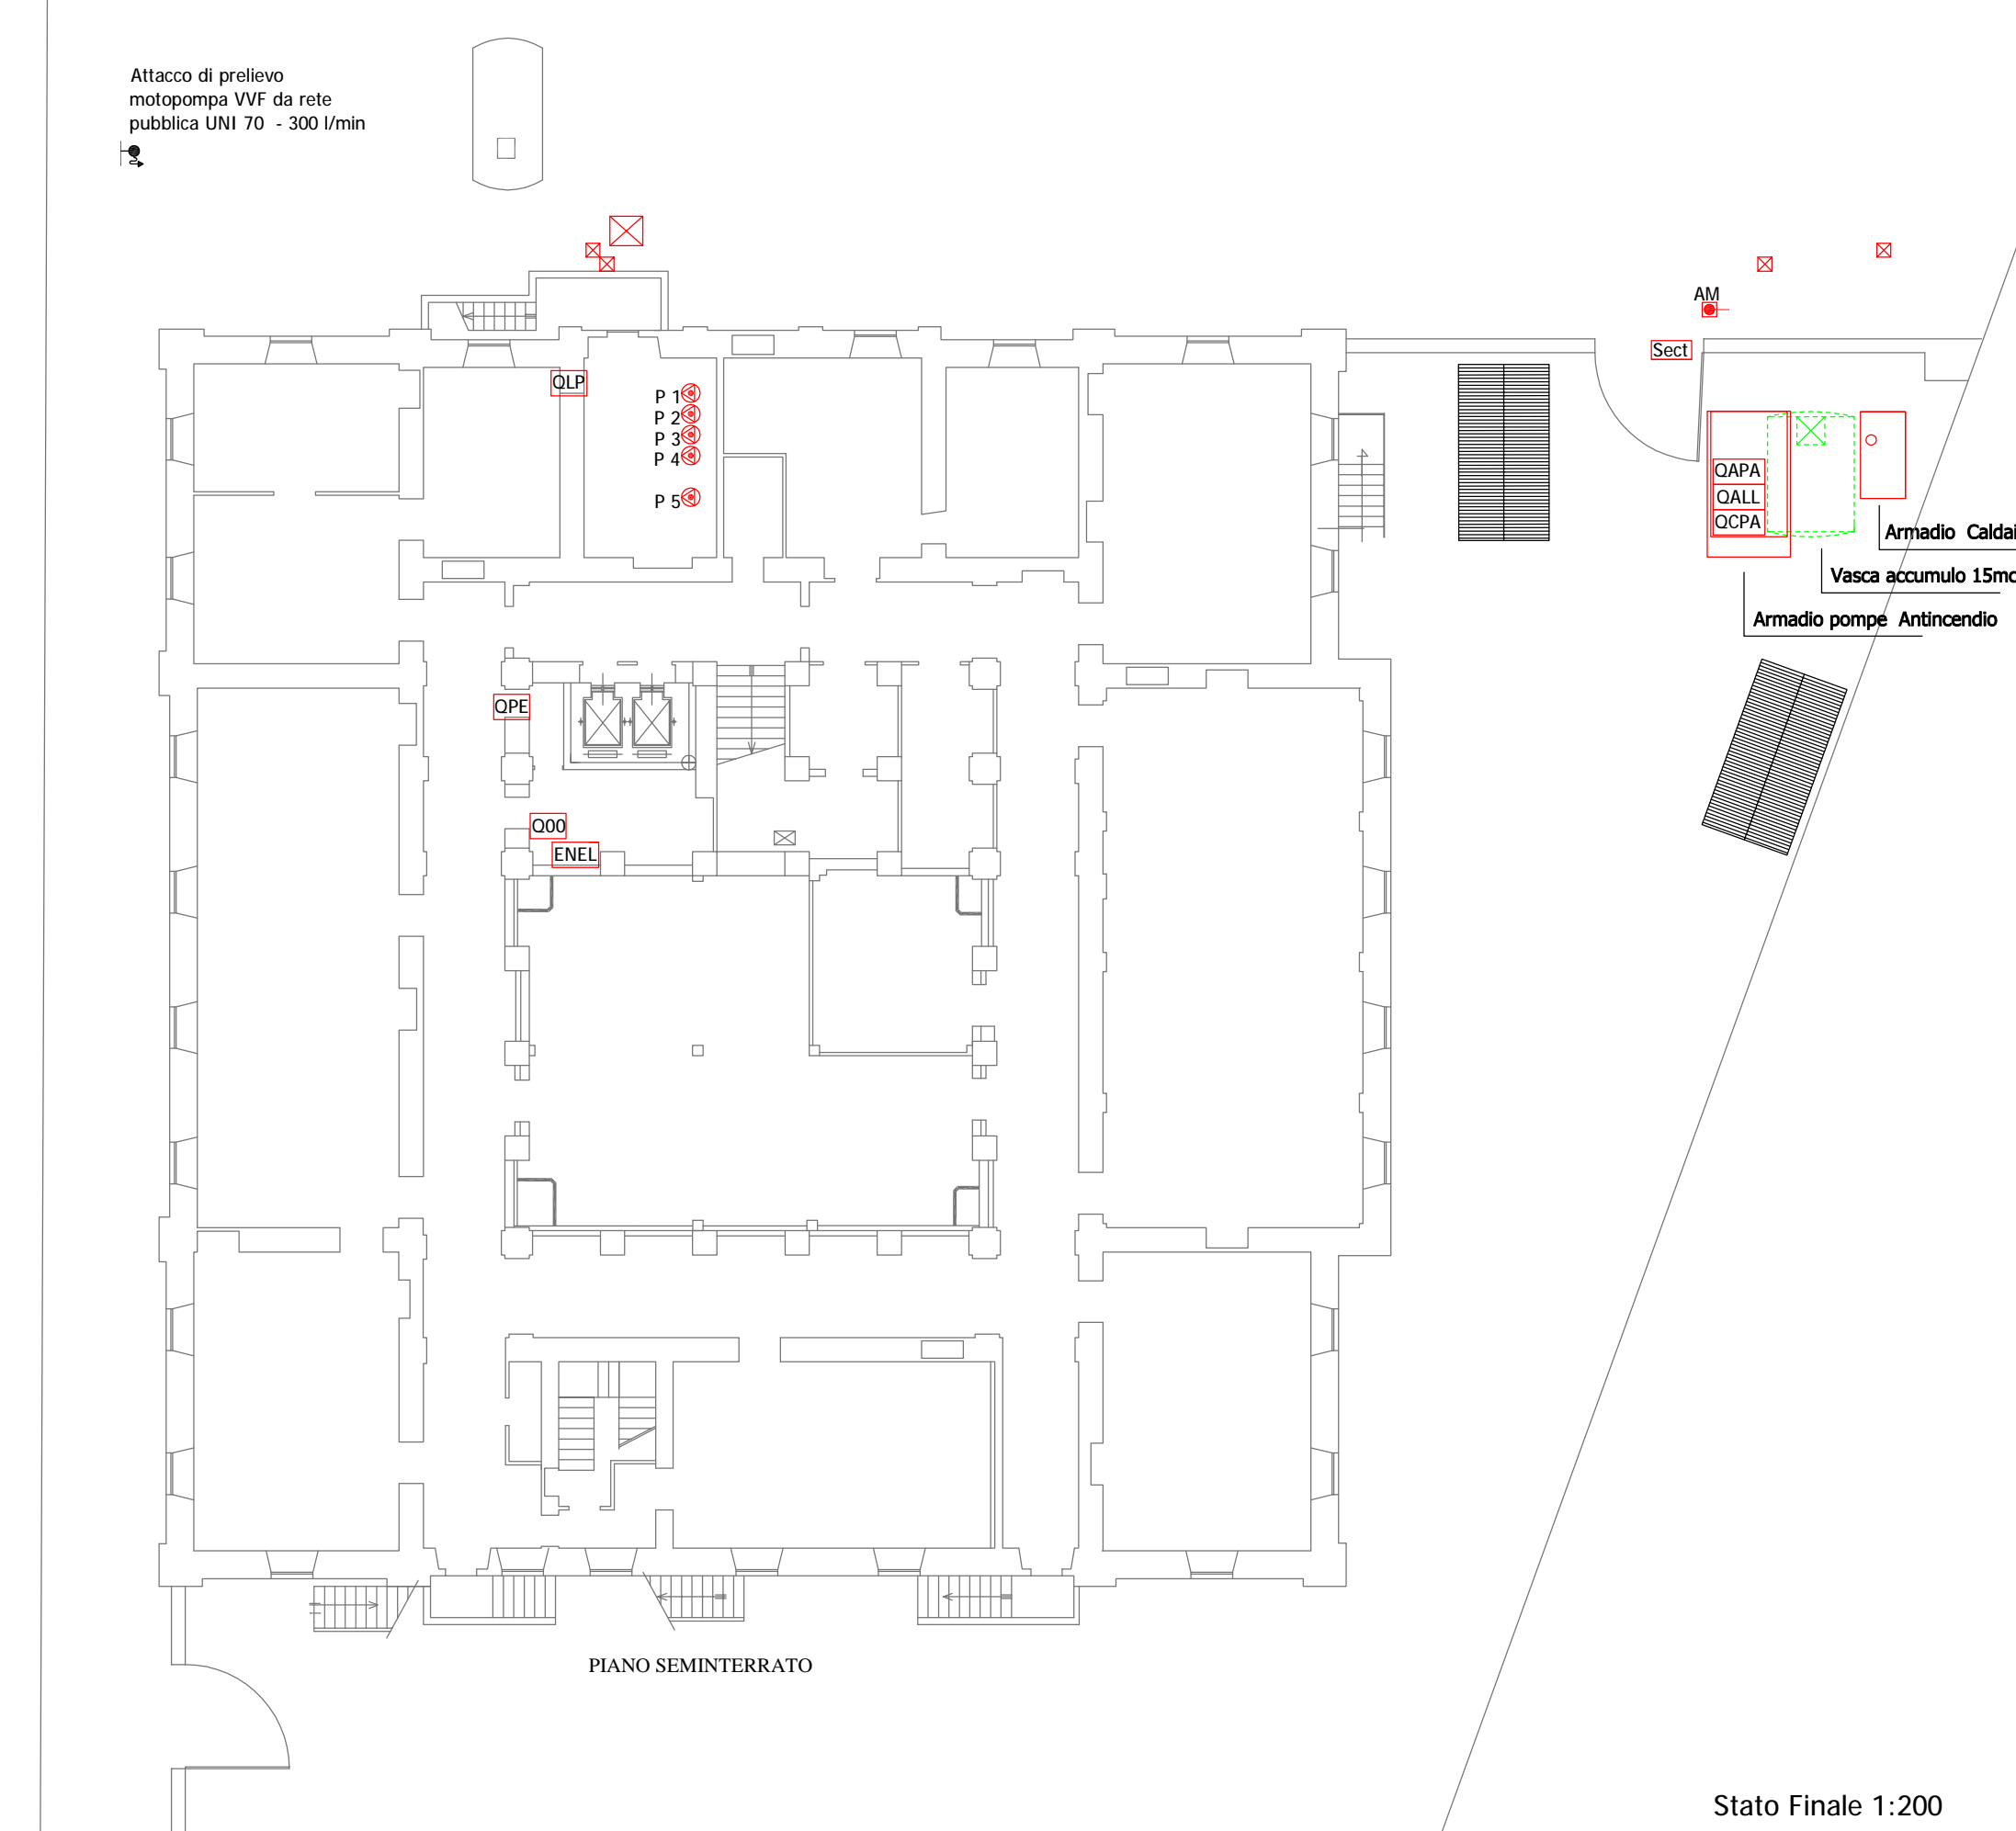 Attacco di prelievo
motopompa VVF da rete
pubblica UNI 70 - 300 l/min
AM
Sect
QLP
P 1
P 2
P 3
P 4
P 5
QAPA
QALL
QCPA
Armadio Caldai
Vasca accumulo 15mc
Armadio pompe Antincendio
QPE
Q00
ENEL
PIANO SEMINTERRATO
Stato Finale 1:200